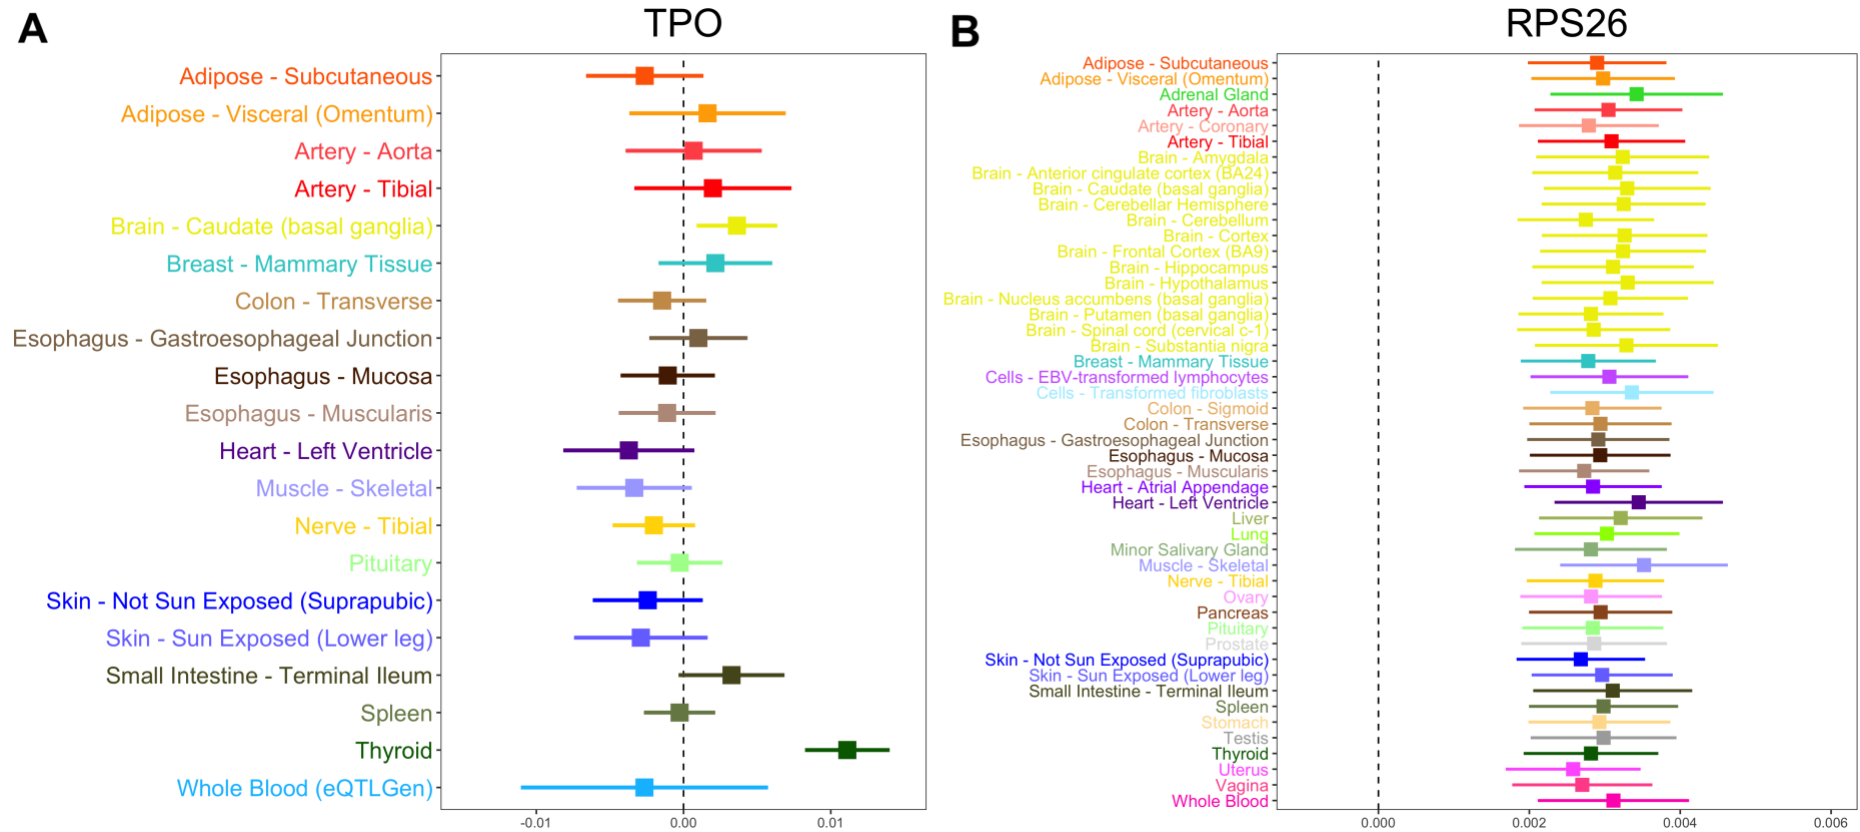 A
TPO
Adipose - Subcutaneous
Adipose - Visceral (Omentum)
Artery - Aorta
Artery - Tibial
Brain - Caudate (basal ganglia)
Breast - Mammary Tissue
Colon - Transverse
Esophagus - Gastroesophageal Junction
Esophagus - Mucosa
Esophagus - Muscularis
Heart - Left Ventricle
Muscle - Skeletal
Nerve - Tibial
Pituitary
Skin - Not Sun Exposed (Suprapubic)
Skin - Sun Exposed (Lower leg)
Small Intestine - Terminal Ileum
Spleen
Thyroid
Whole Blood (eQTLGen)
-0.01 0.00 0.01
B
RPS26
Adipose - Subcutaneous
Adipose - Visceral (Omentum)
Adrenal Gland
Artery - Aorta
Artery - Coronary
Artery - Tibial
Brain - Amygdala
Brain - Anterior cingulate cortex (BA24)
Brain - Caudate (basal ganglia)
Brain - Cerebellar Hemisphere
Brain - Cerebellum
Brain - Cortex
Brain - Frontal Cortex (BA9)
Brain - Hippocampus
Brain - Hypothalamus
Brain - Nucleus accumbens (basal ganglia)
Brain - Putamen (basal ganglia)
Brain - Spinal cord (cervical c-1)
Brain - Substantia nigra
Breast - Mammary Tissue
Cells - EBV-transformed lymphocytes
Cells - Transformed fibroblasts
Colon - Sigmoid
Colon - Transverse
Esophagus - Gastroesophageal Junction
Esophagus - Mucosa
Esophagus - Muscularis
Heart - Atrial Appendage
Heart - Left Ventricle
Liver
Lung
Minor Salivary Gland
Muscle - Skeletal
Nerve - Tibial
Ovary
Pancreas
Pituitary
Prostate
Skin - Not Sun Exposed (Suprapubic)
Skin - Sun Exposed (Lower leg)
Small Intestine - Terminal Ileum
Spleen
Stomach
Testis
Thyroid
Uterus
Vagina
Whole Blood
0.000 0.002 0.004 0.006